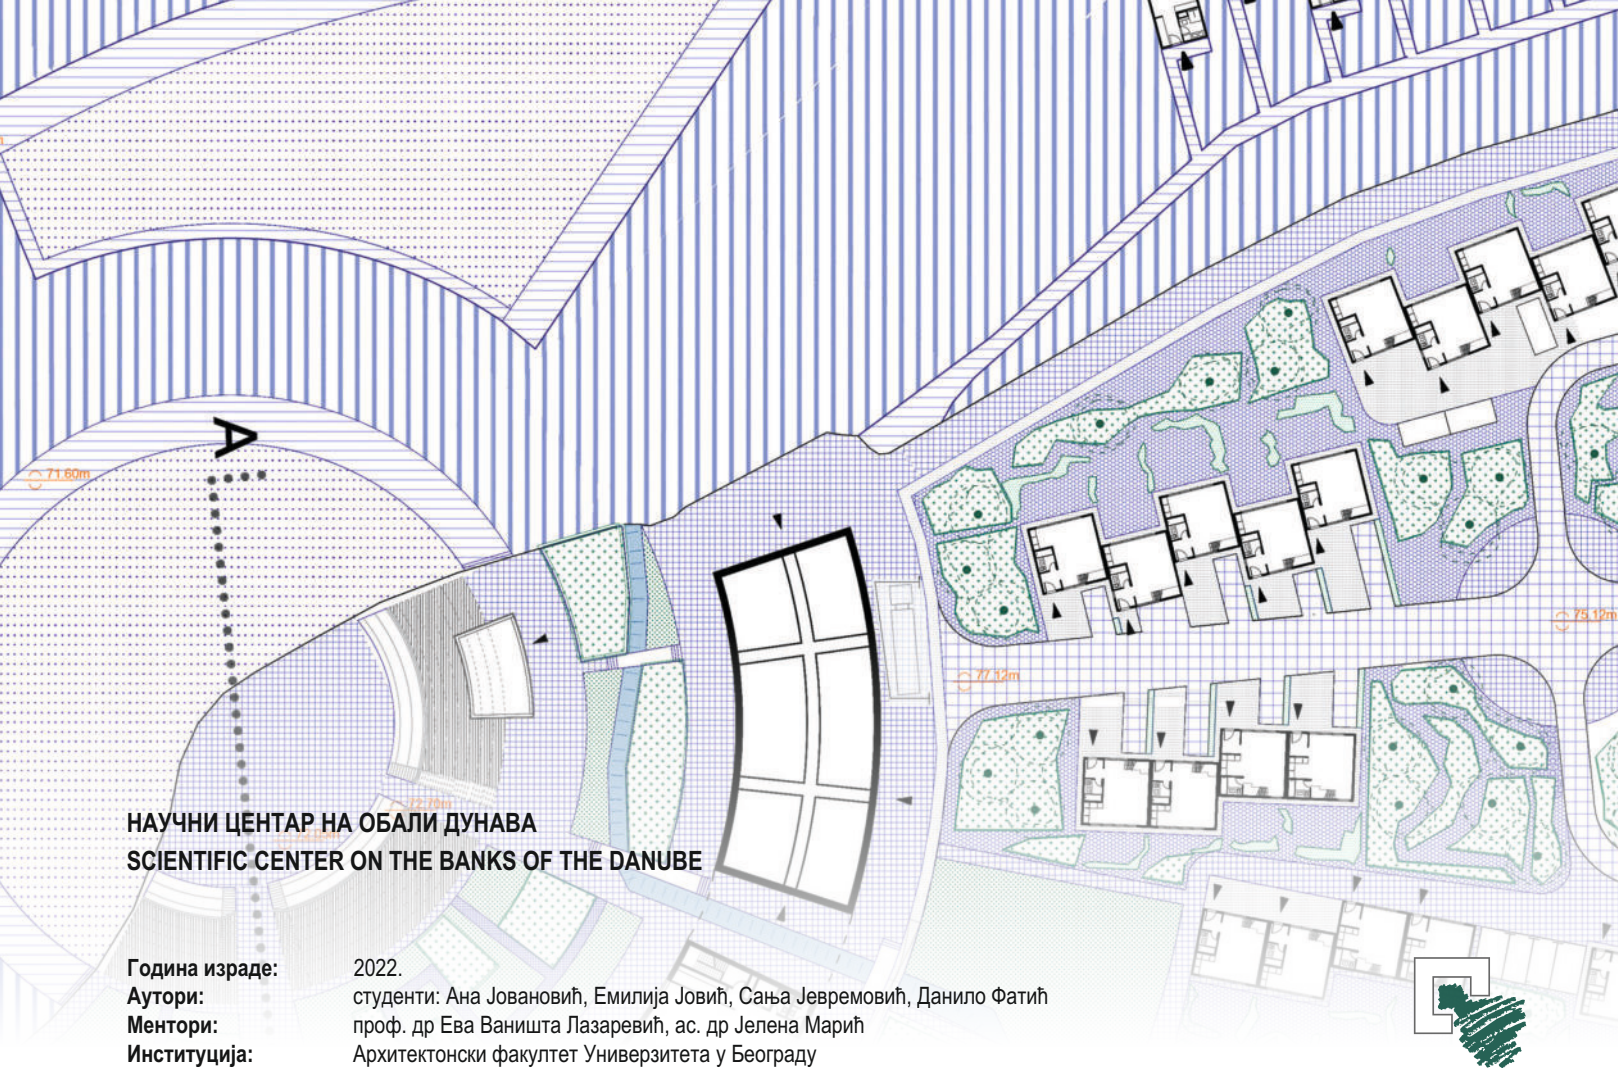 A
71.60m
75.12m
77.12m
72.70m
НАУЧНИ ЦЕНТАР НА ОБАЛИ ДУНАВА
SCIENTIFIC CENTER ON THE BANKS OF THE DANUBE
Година израде: 2022.
Аутори: студенти: Ана Јовановић, Емилија Јовић, Сања Јевремовић, Данило Фатић
Ментори: проф. др Ева Ваништа Лазаревић, ас. др Јелена Марић
Институција: Архитектонски факултет Универзитета у Београду